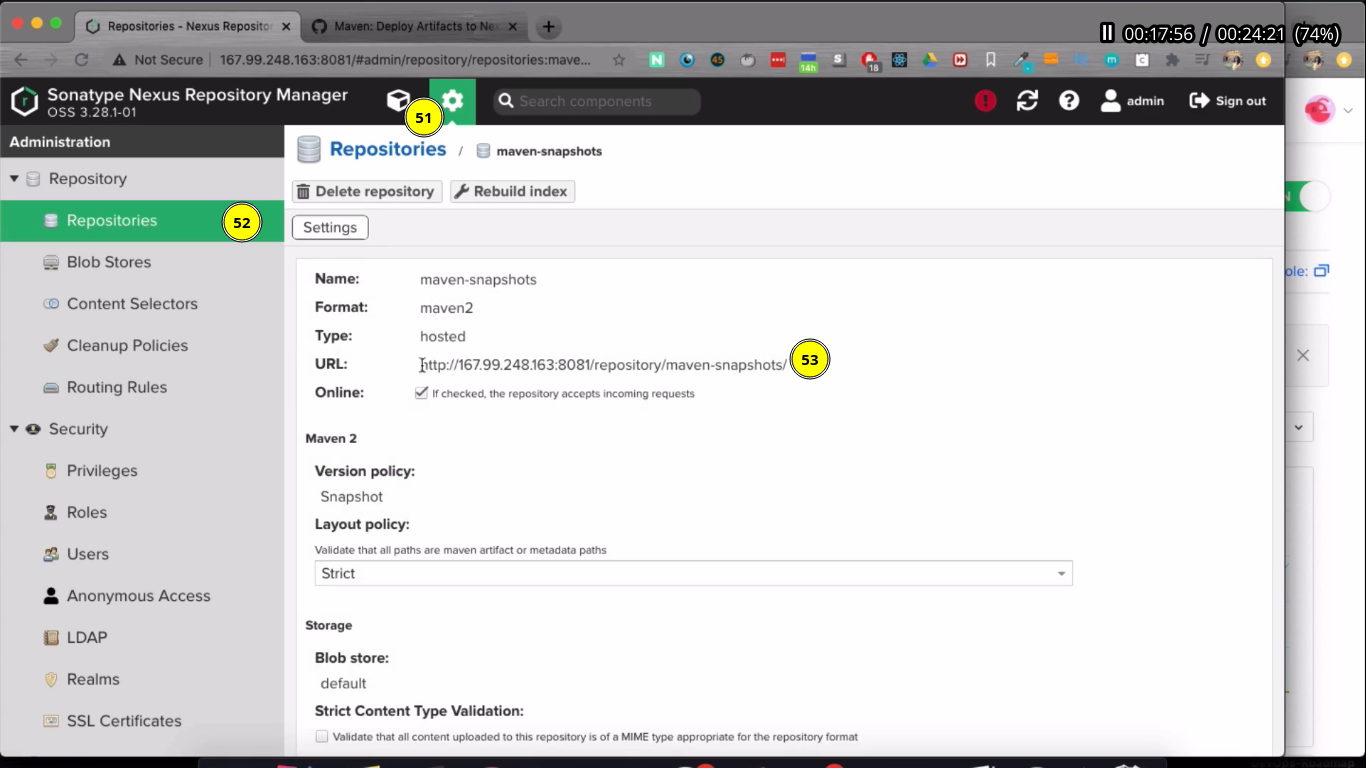 Repositories - Nexus Repositor
Maven: Deploy Artifacts to Ne
00:17:56 / 00:24:21 (74%)
Not Secure
167.99.248.163:8081/#admin/repository/repositories:mave...
14h
18
Sonatype Nexus Repository Manager
OSS 3.28.1-01
51
Search components
admin
Sign out
Administration
Repositories / maven-snapshots
Repository
Delete repository
Rebuild index
Repositories
52
Settings
Blob Stores
Content Selectors
Cleanup Policies
Routing Rules
Security
Privileges
Roles
Users
Anonymous Access
LDAP
Realms
SSL Certificates
Name: maven-snapshots
Format: maven2
Type: hosted
URL: http://167.99.248.163:8081/repository/maven-snapshots/
53
Online: If checked, the repository accepts incoming requests
Maven 2
Version policy:
Snapshot
Layout policy:
Validate that all paths are maven artifact or metadata paths
Strict
Storage
Blob store:
default
Strict Content Type Validation:
Validate that all content uploaded to this repository is of a MIME type appropriate for the repository format
ole: